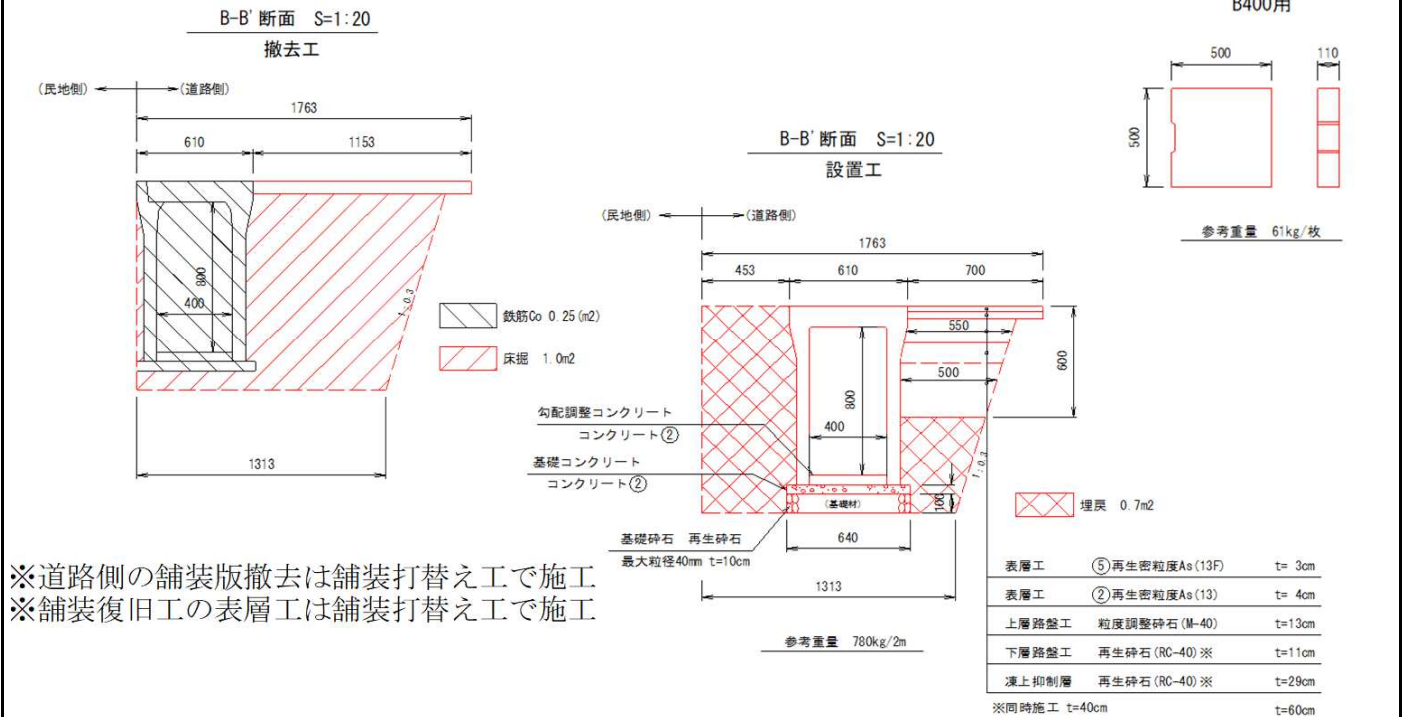 B-B'断面 S=1:20
撤去工
(民地側)
(道路側)
1763
610
1153
800
400
1:0.3
1313
鉄筋Co 0.25(m2)
床掘 1.0m2
B-B'断面 S=1:20
設置工
(民地側)
(道路側)
1763
453
610
700
550
500
600
800
400
1:0.3
100
(基礎材)
640
1313
勾配調整コンクリート
コンクリート②
基礎コンクリート
コンクリート②
基礎砕石 再生砕石
最大粒径40mm t=10cm
参考重量 780kg/2m
埋戻 0.7m2
B400用
500
110
500
参考重量 61kg/枚
表層工 ⑤再生密粒度As(13F) t= 3cm
表層工 ②再生密粒度As(13) t= 4cm
上層路盤工 粒度調整砕石(M-40) t=13cm
下層路盤工 再生砕石(RC-40)※ t=11cm
凍上抑制層 再生砕石(RC-40)※ t=29cm
※同時施工 t=40cm t=60cm
※道路側の舗装版撤去は舗装打替え工で施工
※舗装復旧工の表層工は舗装打替え工で施工